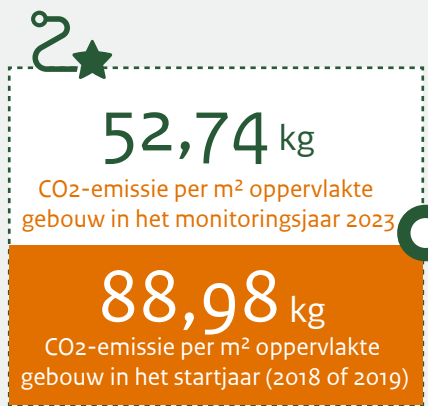 52,74 kg
CO2-emissie per m² oppervlakte
gebouw in het monitoringsjaar 2023
88,98 kg
CO2-emissie per m² oppervlakte
gebouw in het startjaar (2018 of 2019)